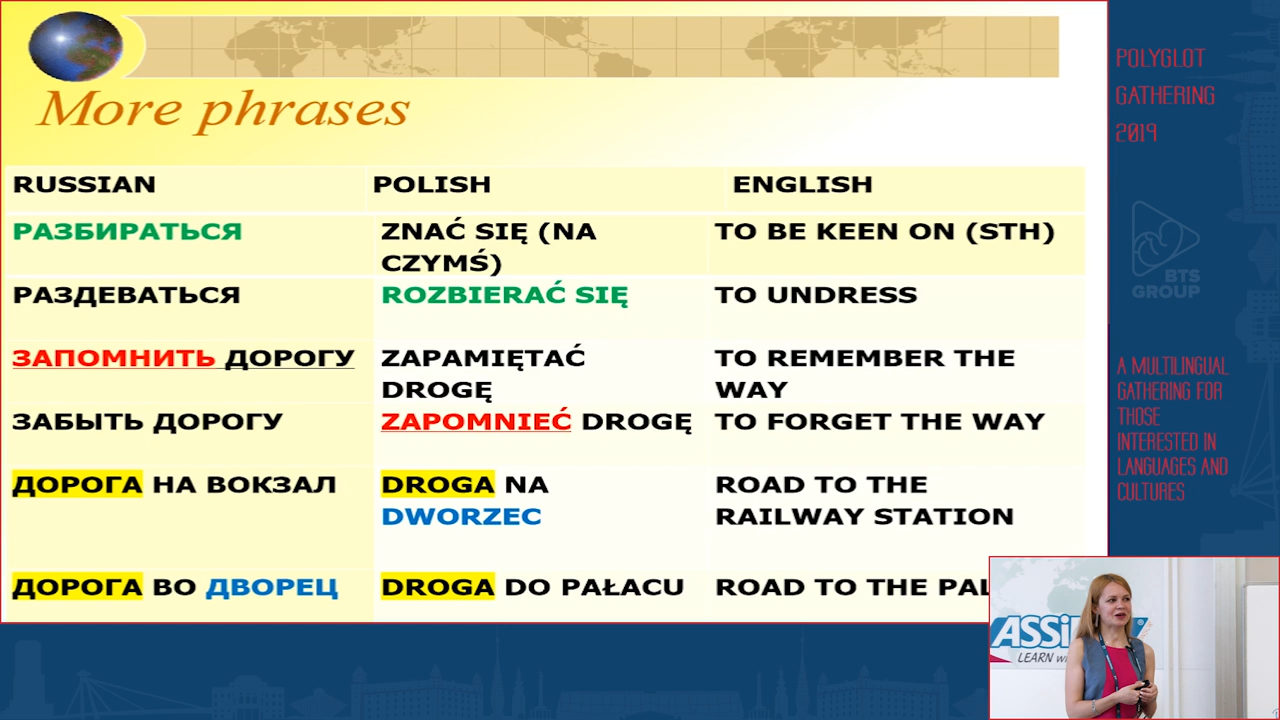 More phrases
RUSSIAN POLISH ENGLISH
РАЗБИРАТЬСЯ ZNAĆ SIĘ (NA TO BE KEEN ON (STH)
CZYMŚ)
РАЗДЕВАТЬСЯ ROZBIERAĆ SIĘ TO UNDRESS
ЗАПОМНИТЬ ДОРОГУ ZAPAMIĘTAĆ TO REMEMBER THE
DROGĘ WAY
ЗАБЫТЬ ДОРОГУ ZAPOMNIEĆ DROGĘ TO FORGET THE WAY
ДОРОГА НА ВОКЗАЛ DROGA NA ROAD TO THE
DWORZEC RAILWAY STATION
ДОРОГА ВО ДВОРЕЦ DROGA DO PAŁACU ROAD TO THE
POLYGLOT
GATHERING
2019
BTS
GROUP
A MULTILINGUAL
GATHERING FOR
THOSE
INTERESTED IN
LANGUAGES AND
CULTURES
LEARN